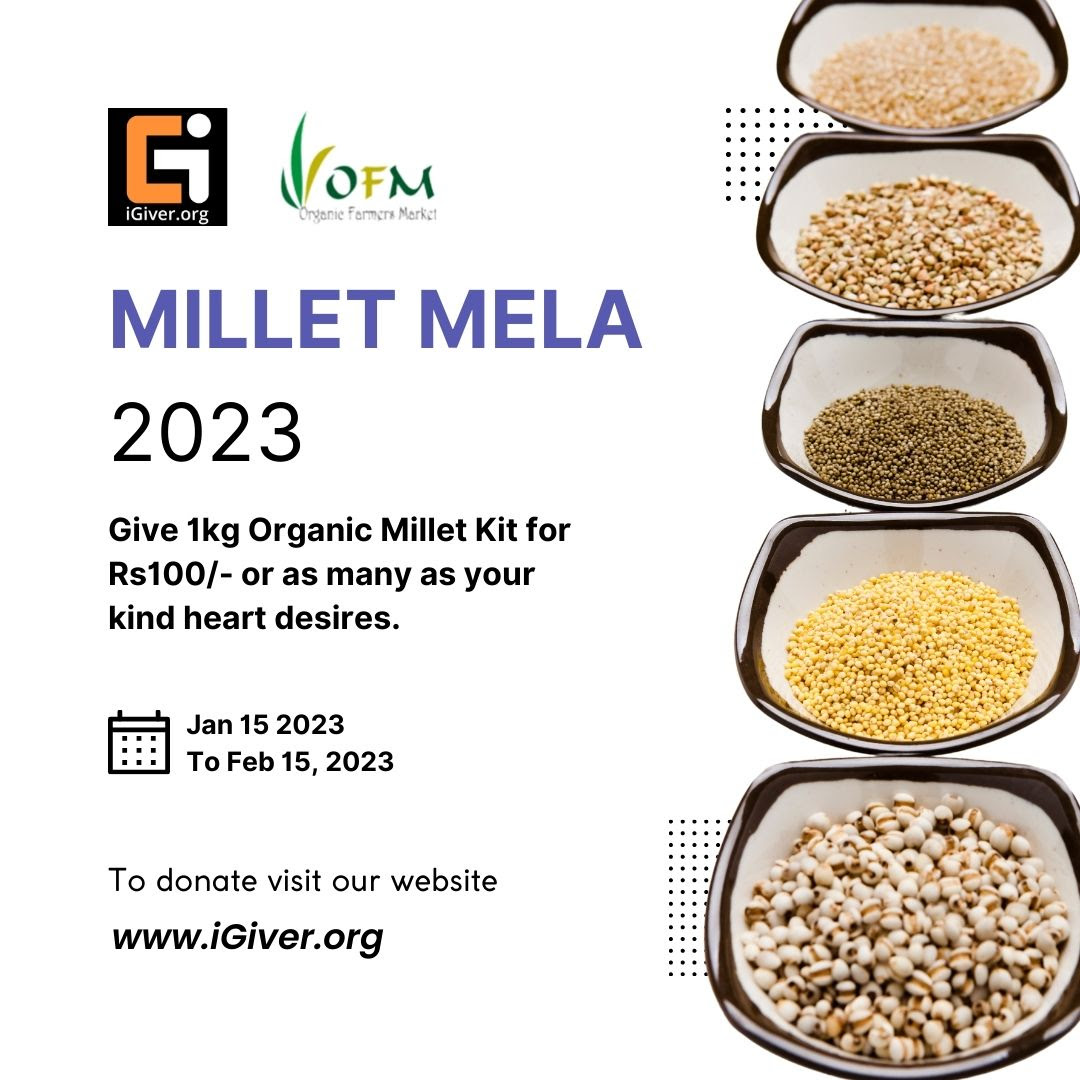 iGiver.org
OFM
Organic Farmers Market
MILLET MELA
2023
Give 1kg Organic Millet Kit for
Rs100/- or as many as your
kind heart desires.
Jan 15 2023
To Feb 15, 2023
To donate visit our website
www.iGiver.org